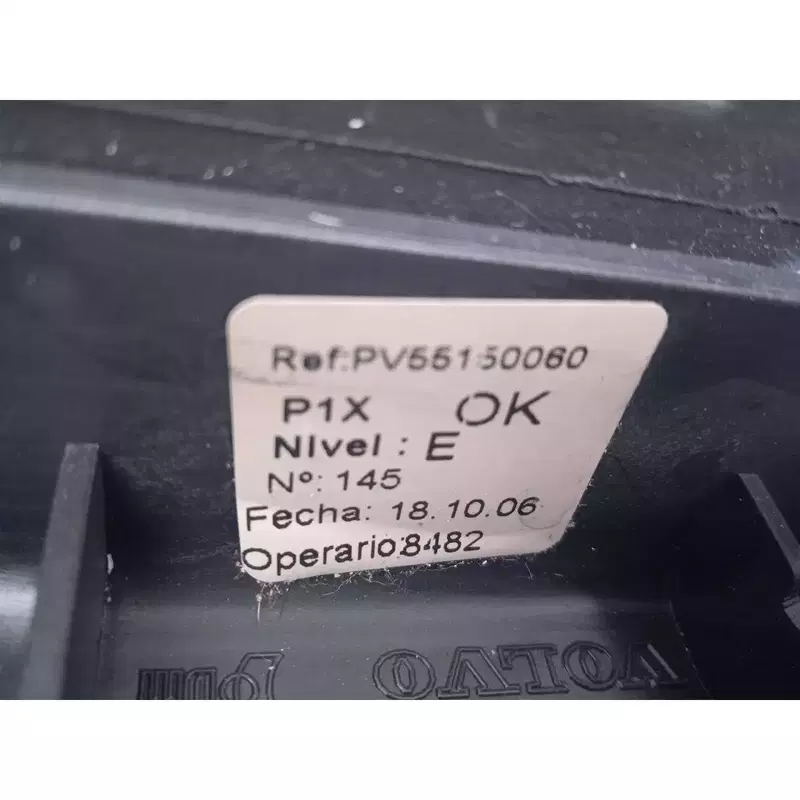 Ref:PV55150060
P1X OK
Nivel : E
Nº: 145
Fecha: 18.10.06
Operario:8482
VOLVO